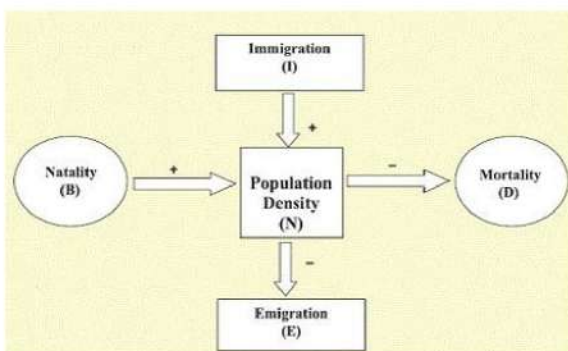 Immigration
(I)
+
Natality
(B)
+
Population
Density
(N)
–
Mortality
(D)
–
Emigration
(E)